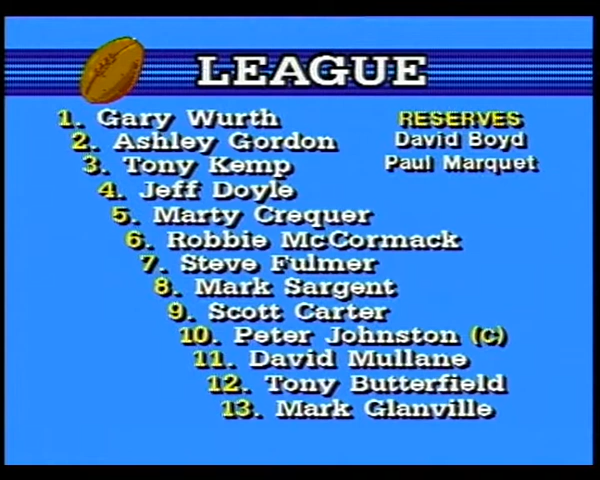 LEAGUE
1. Gary Wurth
2. Ashley Gordon
3. Tony Kemp
4. Jeff Doyle
5. Marty Crequer
6. Robbie McCormack
7. Steve Fulmer
8. Mark Sargent
9. Scott Carter
10. Peter Johnston (c)
11. David Mullane
12. Tony Butterfield
13. Mark Glanville
RESERVES
David Boyd
Paul Marquet